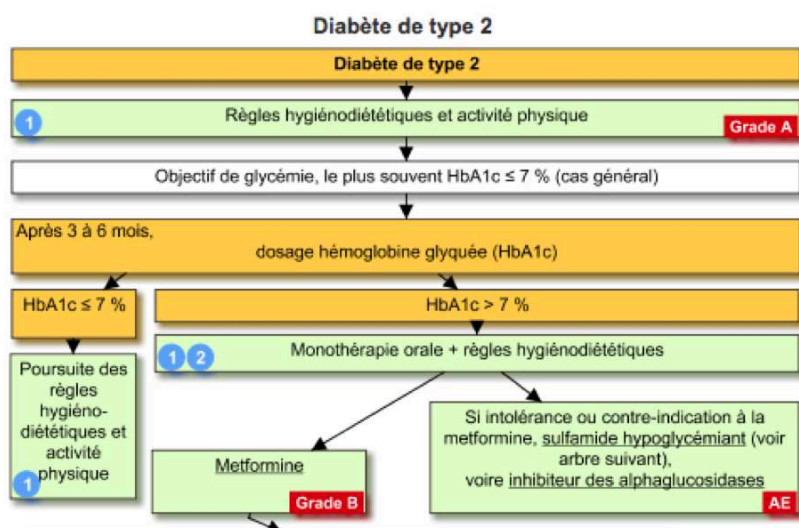 Diabète de type 2
Diabète de type 2
1
Règles hygiénodiététiques et activité physique
Grade A
Objectif de glycémie, le plus souvent HbA1c ≤ 7 % (cas général)
Après 3 à 6 mois,
dosage hémoglobine glyquée (HbA1c)
HbA1c ≤ 7 %
HbA1c > 7 %
1 2
Monothérapie orale + règles hygiénodiététiques
Poursuite des
règles
hygiéno-
diététiques et
activité
physique
1
Metformine
Grade B
Si intolérance ou contre-indication à la
metformine, sulfamide hypoglycémiant (voir
arbre suivant),
voire inhibiteur des alphaglucosidases
AE